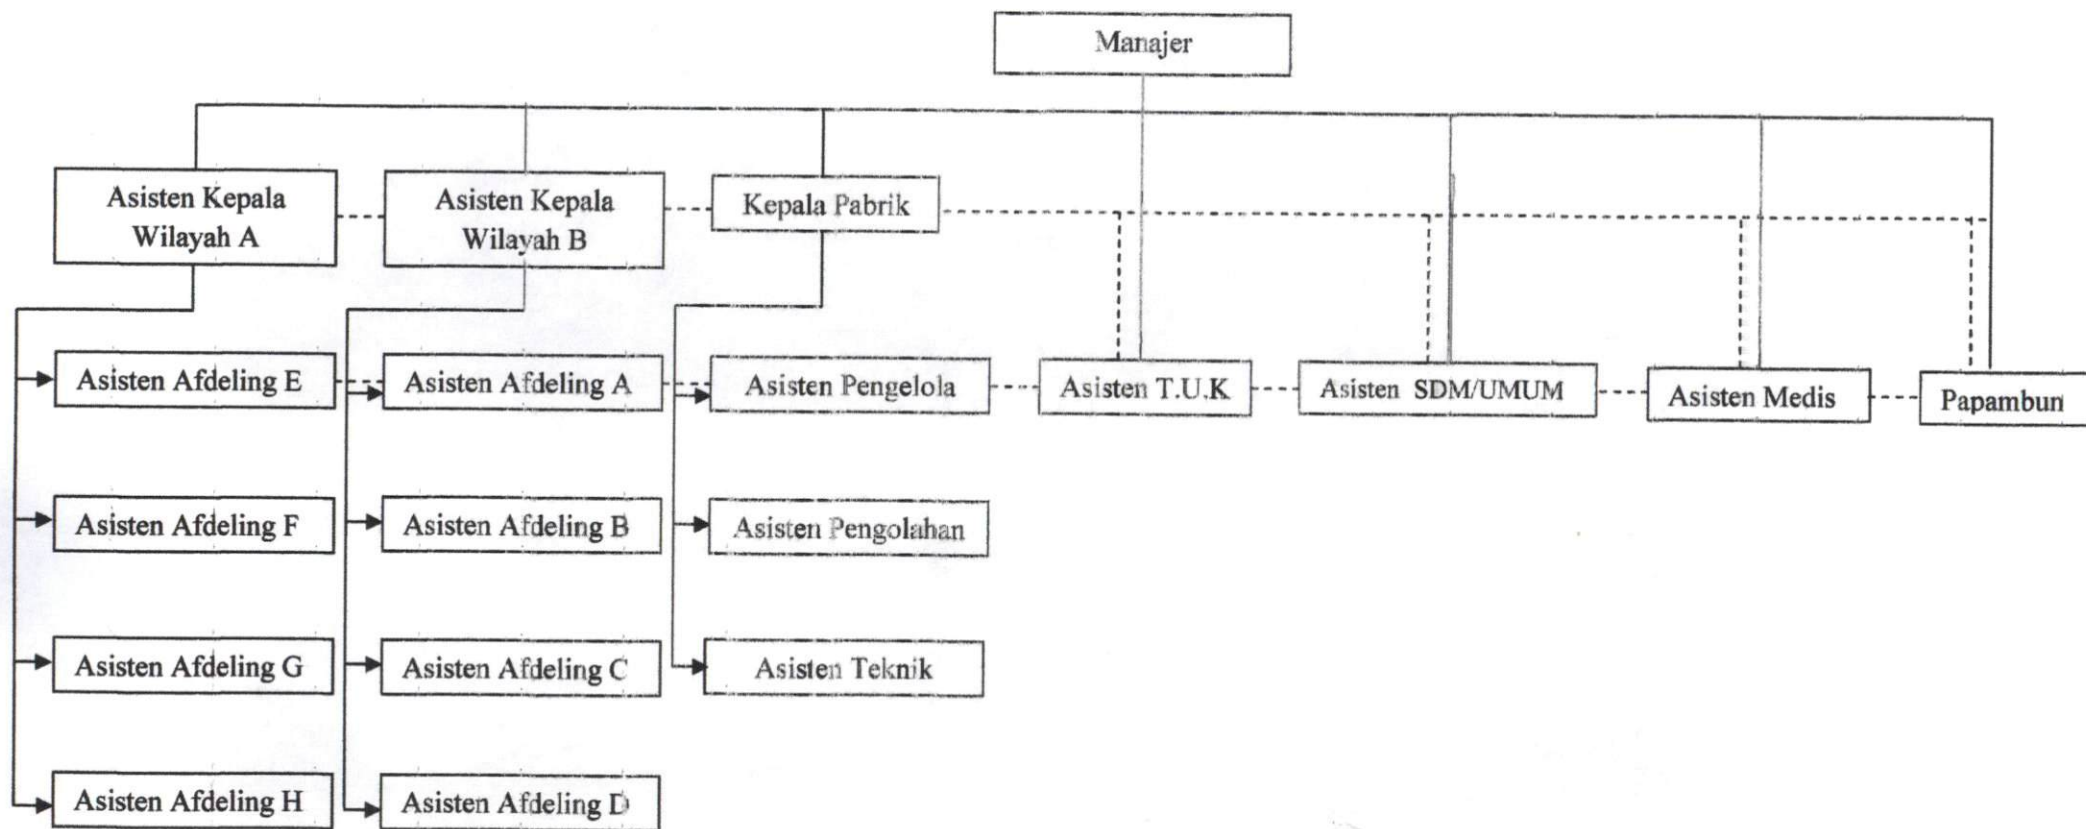 Manajer
Asisten Kepala
Wilayah A
Asisten Kepala
Wilayah B
Kepala Pabrik
Asisten Afdeling E
Asisten Afdeling A
Asisten Pengelola
Asisten T.U.K
Asisten SDM/UMUM
Asisten Medis
Papambun
Asisten Afdeling F
Asisten Afdeling B
Asisten Pengolahan
Asisten Afdeling G
Asisten Afdeling C
Asisten Teknik
Asisten Afdeling H
Asisten Afdeling D